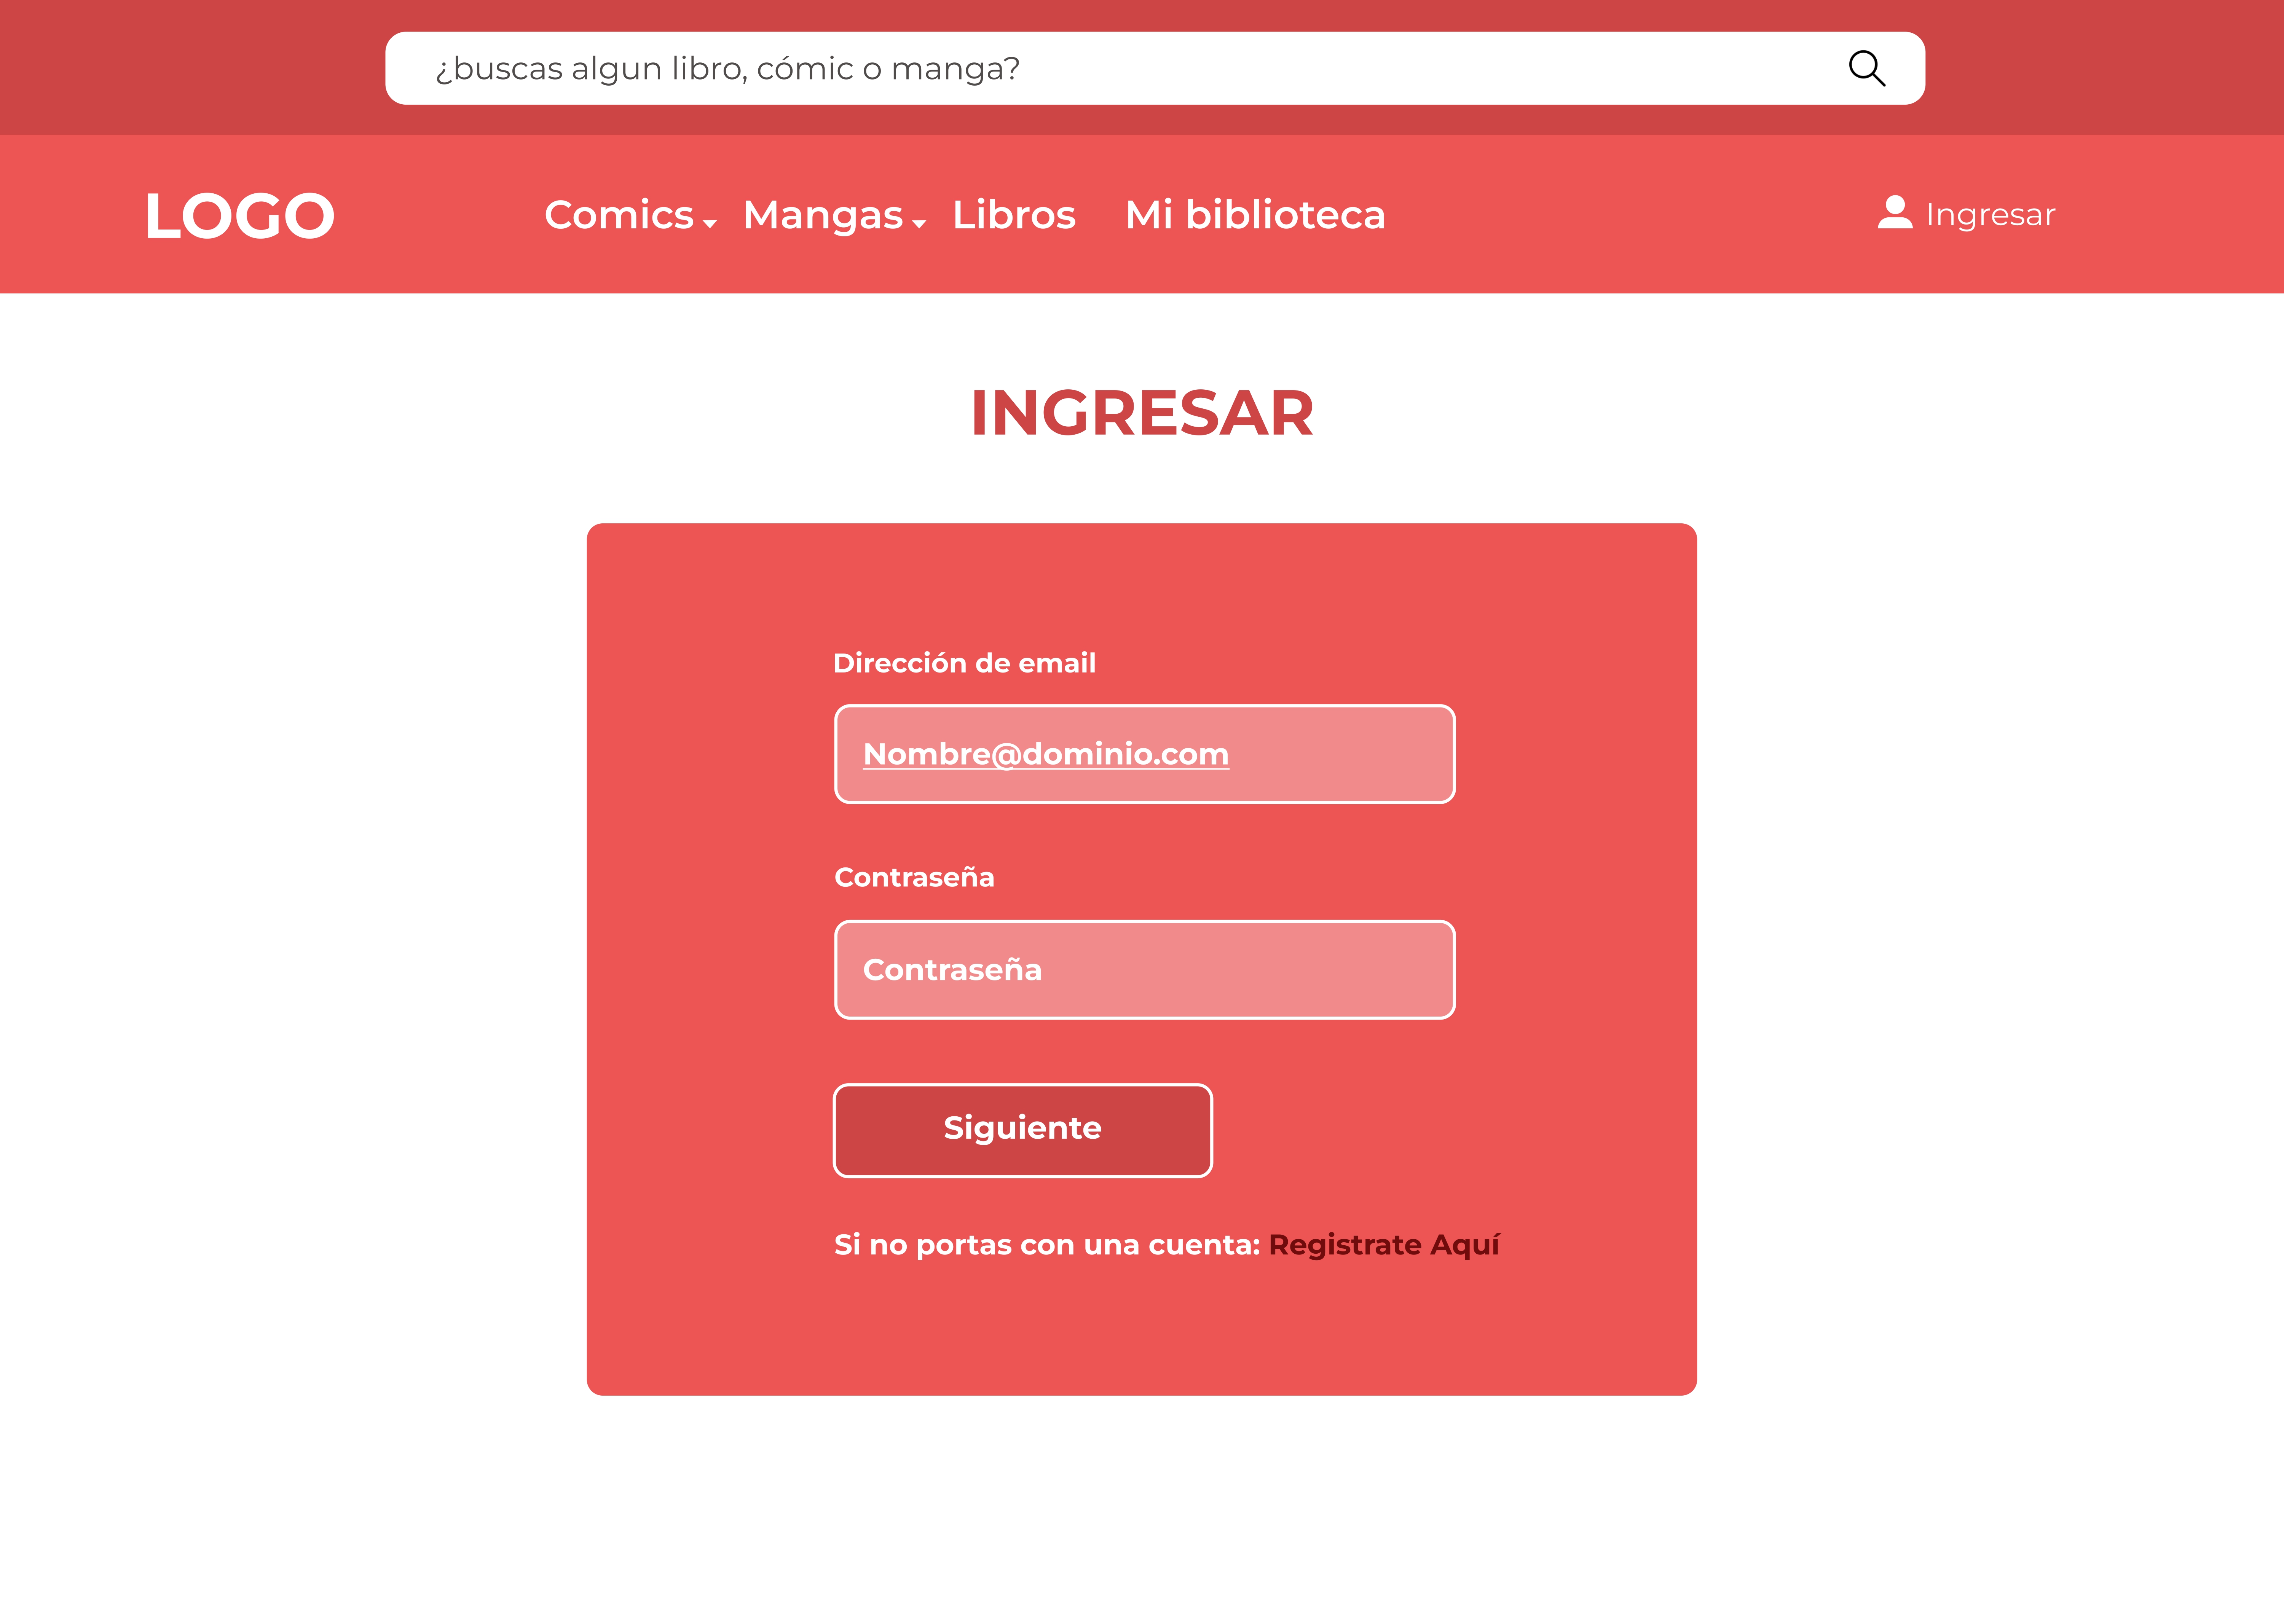 ¿buscas algun libro, cómic o manga?
LOGO
Comics
Mangas
Libros
Mi biblioteca
Ingresar
INGRESAR
Dirección de email
Nombre@dominio.com
Contraseña
Contraseña
Siguiente
Si no portas con una cuenta: Registrate Aquí